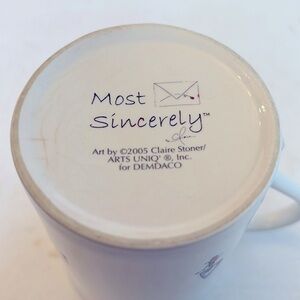 Most
Sincerely™
Art by ©2005 Claire Stoner/
ARTS UNIQ' ®, Inc.
for DEMDACO